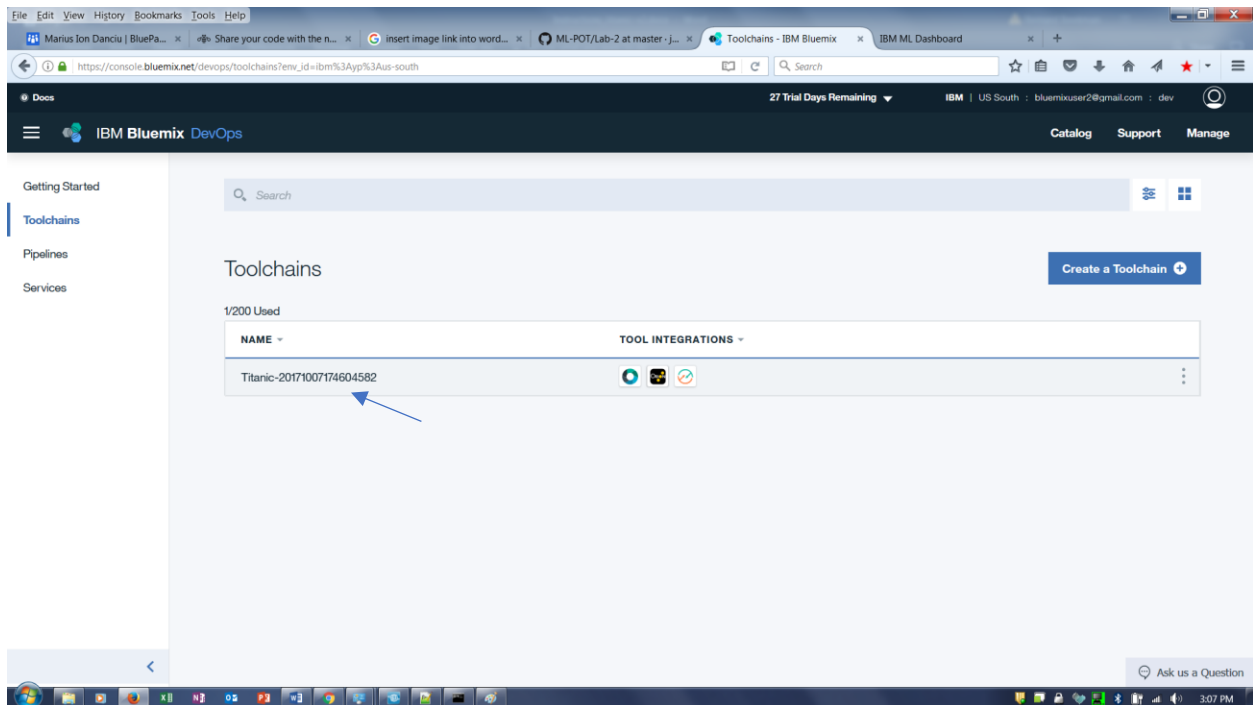 File Edit View History Bookmarks Tools Help
Marius Ion Danciu | BluePa... Share your code with the n... insert image link into word... ML-POT/Lab-2 at master · j... Toolchains - IBM Bluemix IBM ML Dashboard
https://console.bluemix.net/devops/toolchains?env_id=ibm%3Ayp%3Aus-south Search
Docs 27 Trial Days Remaining IBM | US South : bluemixuser2@gmail.com : dev
IBM Bluemix DevOps Catalog Support Manage
Getting Started
Search
Toolchains
Pipelines
Toolchains Create a Toolchain
Services
1/200 Used
NAME TOOL INTEGRATIONS
Titanic-20171007174604582
Ask us a Question
3:07 PM